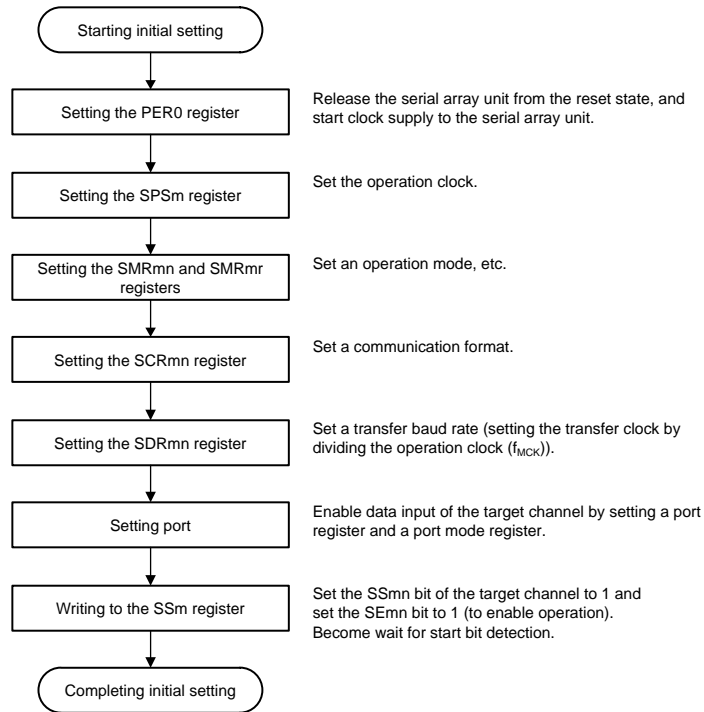 Starting initial setting
Setting the PER0 register
Release the serial array unit from the reset state, and
start clock supply to the serial array unit.
Setting the SPSm register
Set the operation clock.
Setting the SMRmn and SMRmr
registers
Set an operation mode, etc.
Setting the SCRmn register
Set a communication format.
Setting the SDRmn register
Set a transfer baud rate (setting the transfer clock by
dividing the operation clock (fMCK)).
Setting port
Enable data input of the target channel by setting a port
register and a port mode register.
Writing to the SSm register
Set the SSmn bit of the target channel to 1 and
set the SEmn bit to 1 (to enable operation).
Become wait for start bit detection.
Completing initial setting